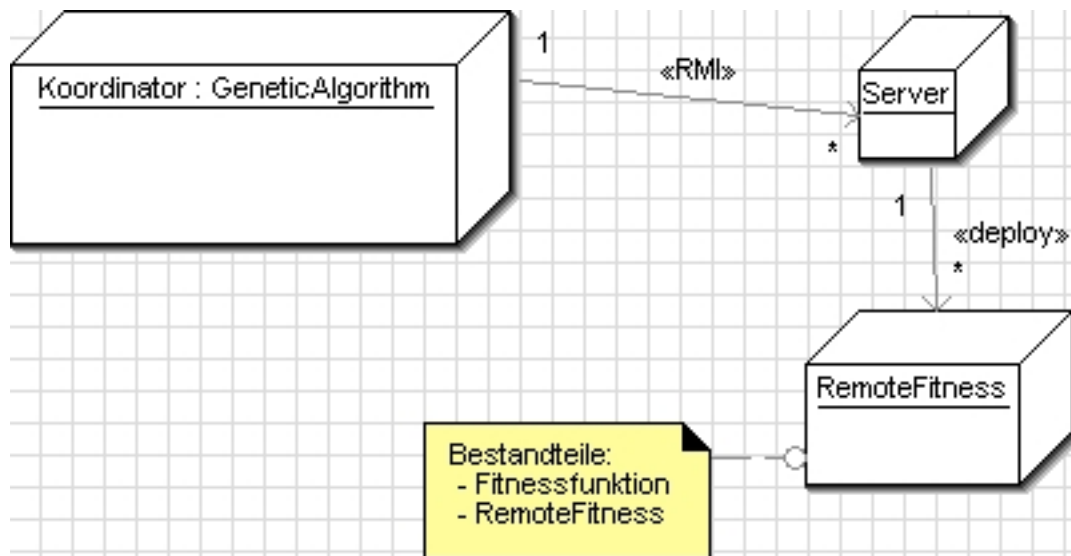 1
«RMI»
Koordinator : GeneticAlgorithm
Server
*
1
«deploy»
*
RemoteFitness
Bestandteile:
- Fitnessfunktion
- RemoteFitness